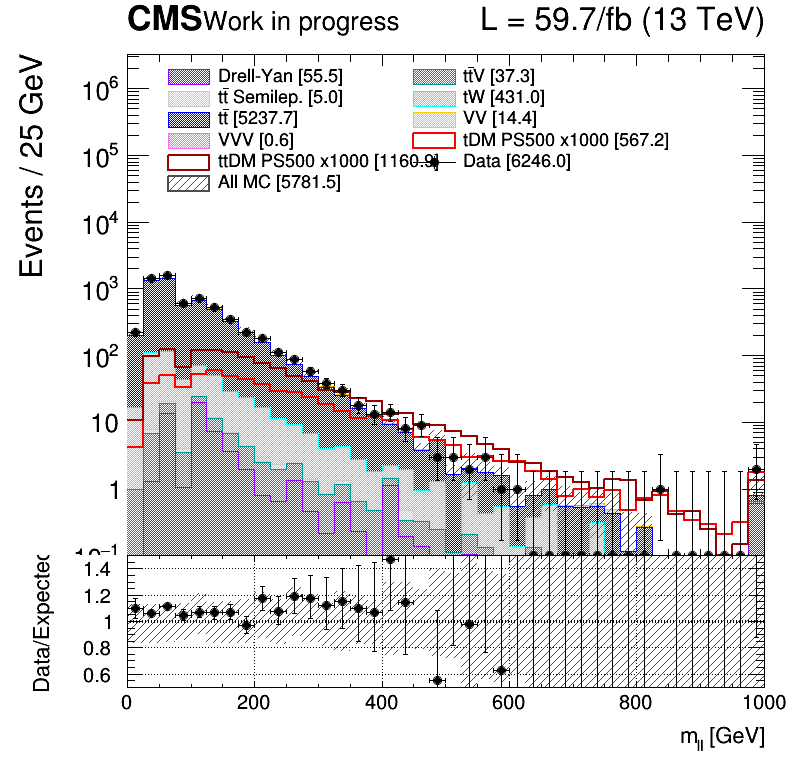 CMS Work in progress L = 59.7/fb (13 TeV)
Events / 25 GeV
Drell-Yan [55.5] tt̄V [37.3]
tt̄ Semilep. [5.0] tW [431.0]
tt̄ [5237.7] VV [14.4]
VVV [0.6] tDM PS500 x1000 [567.2]
ttDM PS500 x1000 [1160.9] Data [6246.0]
All MC [5781.5]
10⁶
10⁵
10⁴
10³
10²
10
1
10⁻¹
Data/Expected
1.4
1.2
1
0.8
0.6
0 200 400 600 800 1000
m_ll [GeV]